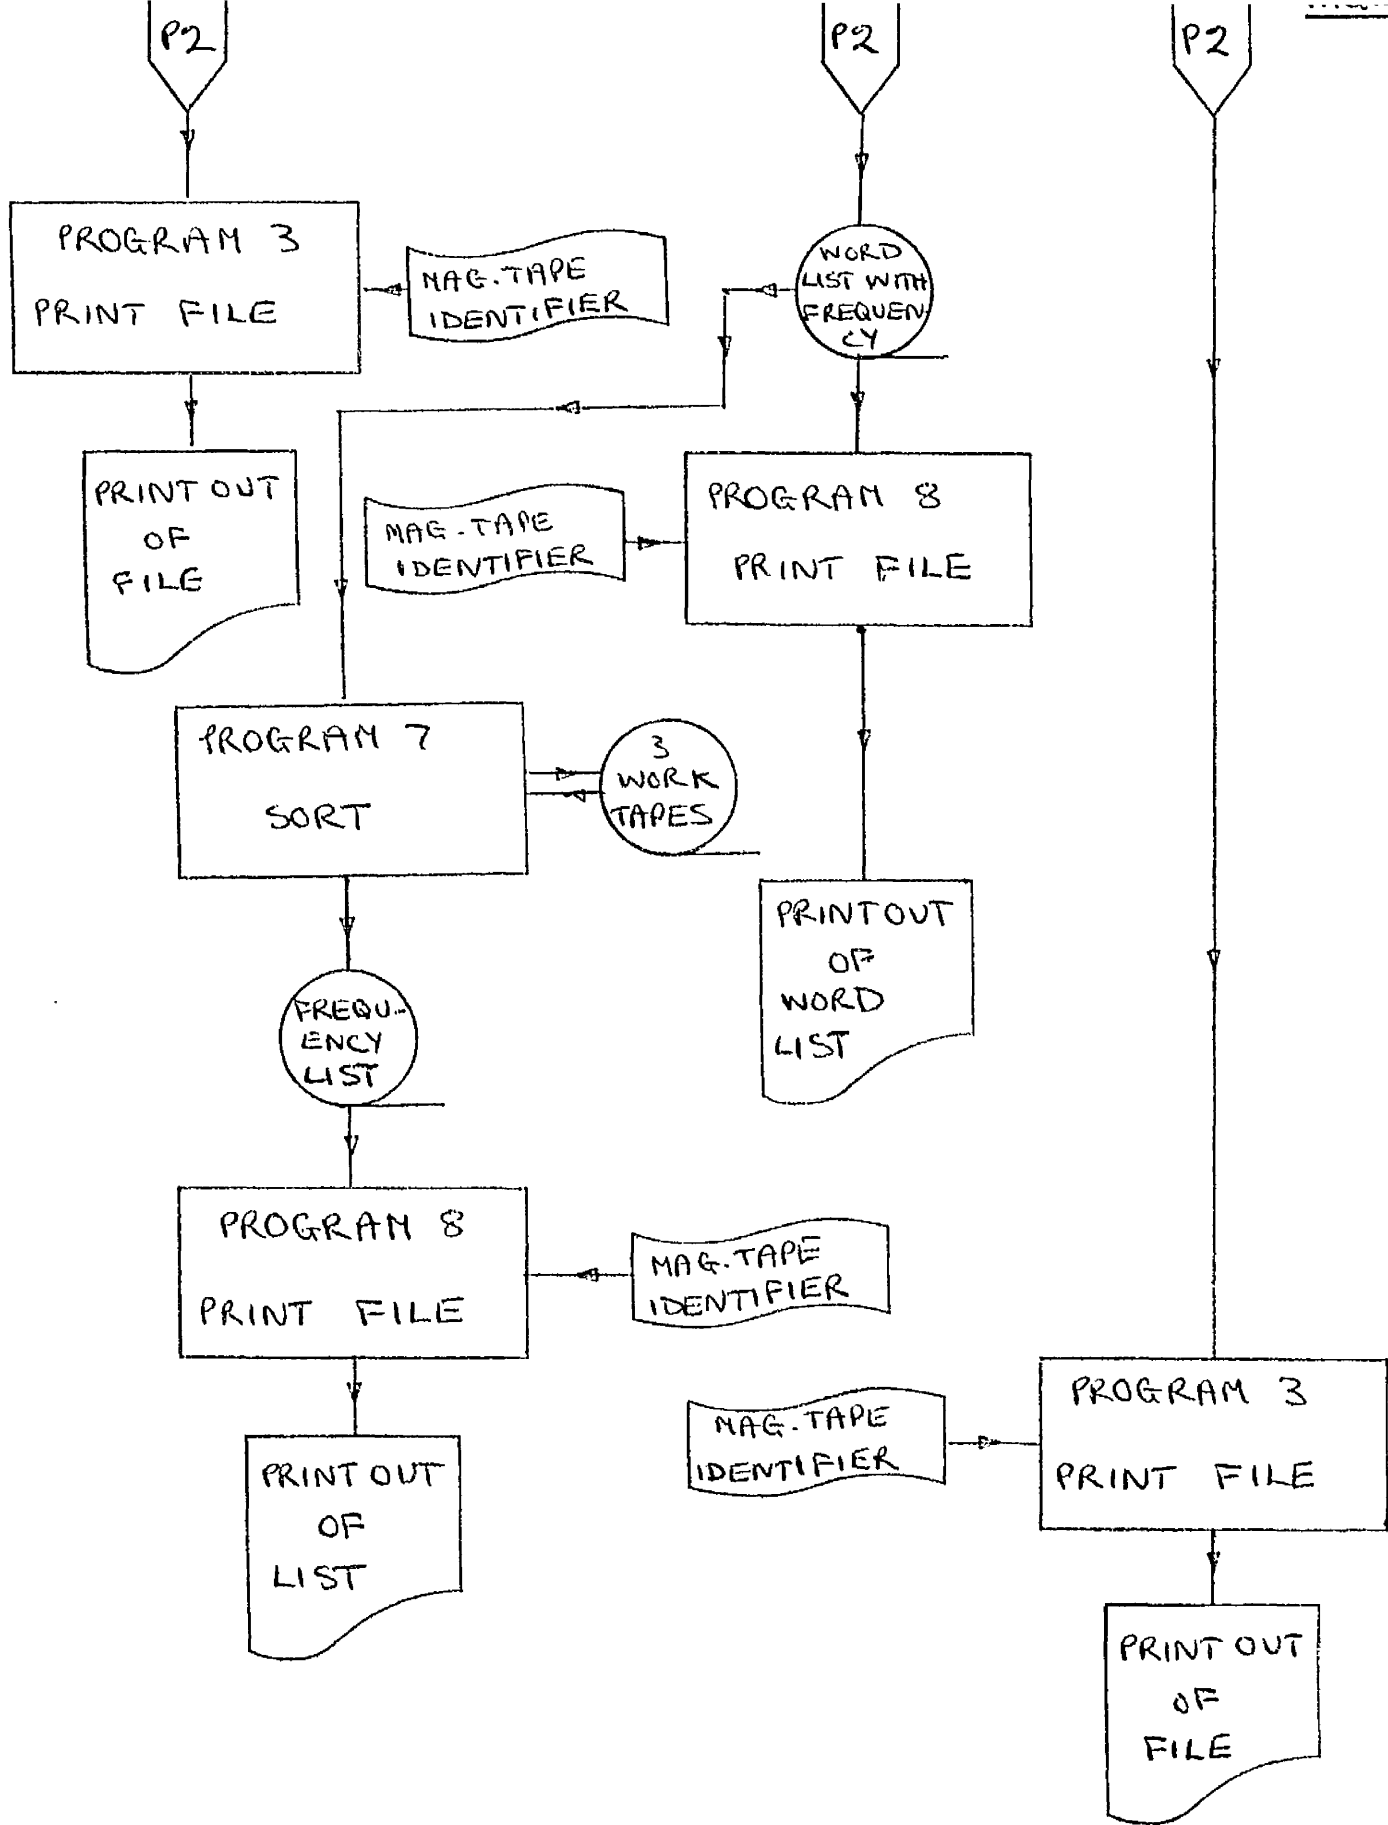 P2
P2
P2
PROGRAM 3
PRINT FILE
MAG.TAPE
IDENTIFIER
WORD
LIST WITH
FREQUEN-
CY
PRINT OUT
OF
FILE
MAG.TAPE
IDENTIFIER
PROGRAM 8
PRINT FILE
PROGRAM 7
SORT
3
WORK
TAPES
PRINTOUT
OF
WORD
LIST
FREQU-
ENCY
LIST
PROGRAM 8
PRINT FILE
MAG.TAPE
IDENTIFIER
PRINT OUT
OF
LIST
MAG.TAPE
IDENTIFIER
PROGRAM 3
PRINT FILE
PRINT OUT
OF
FILE